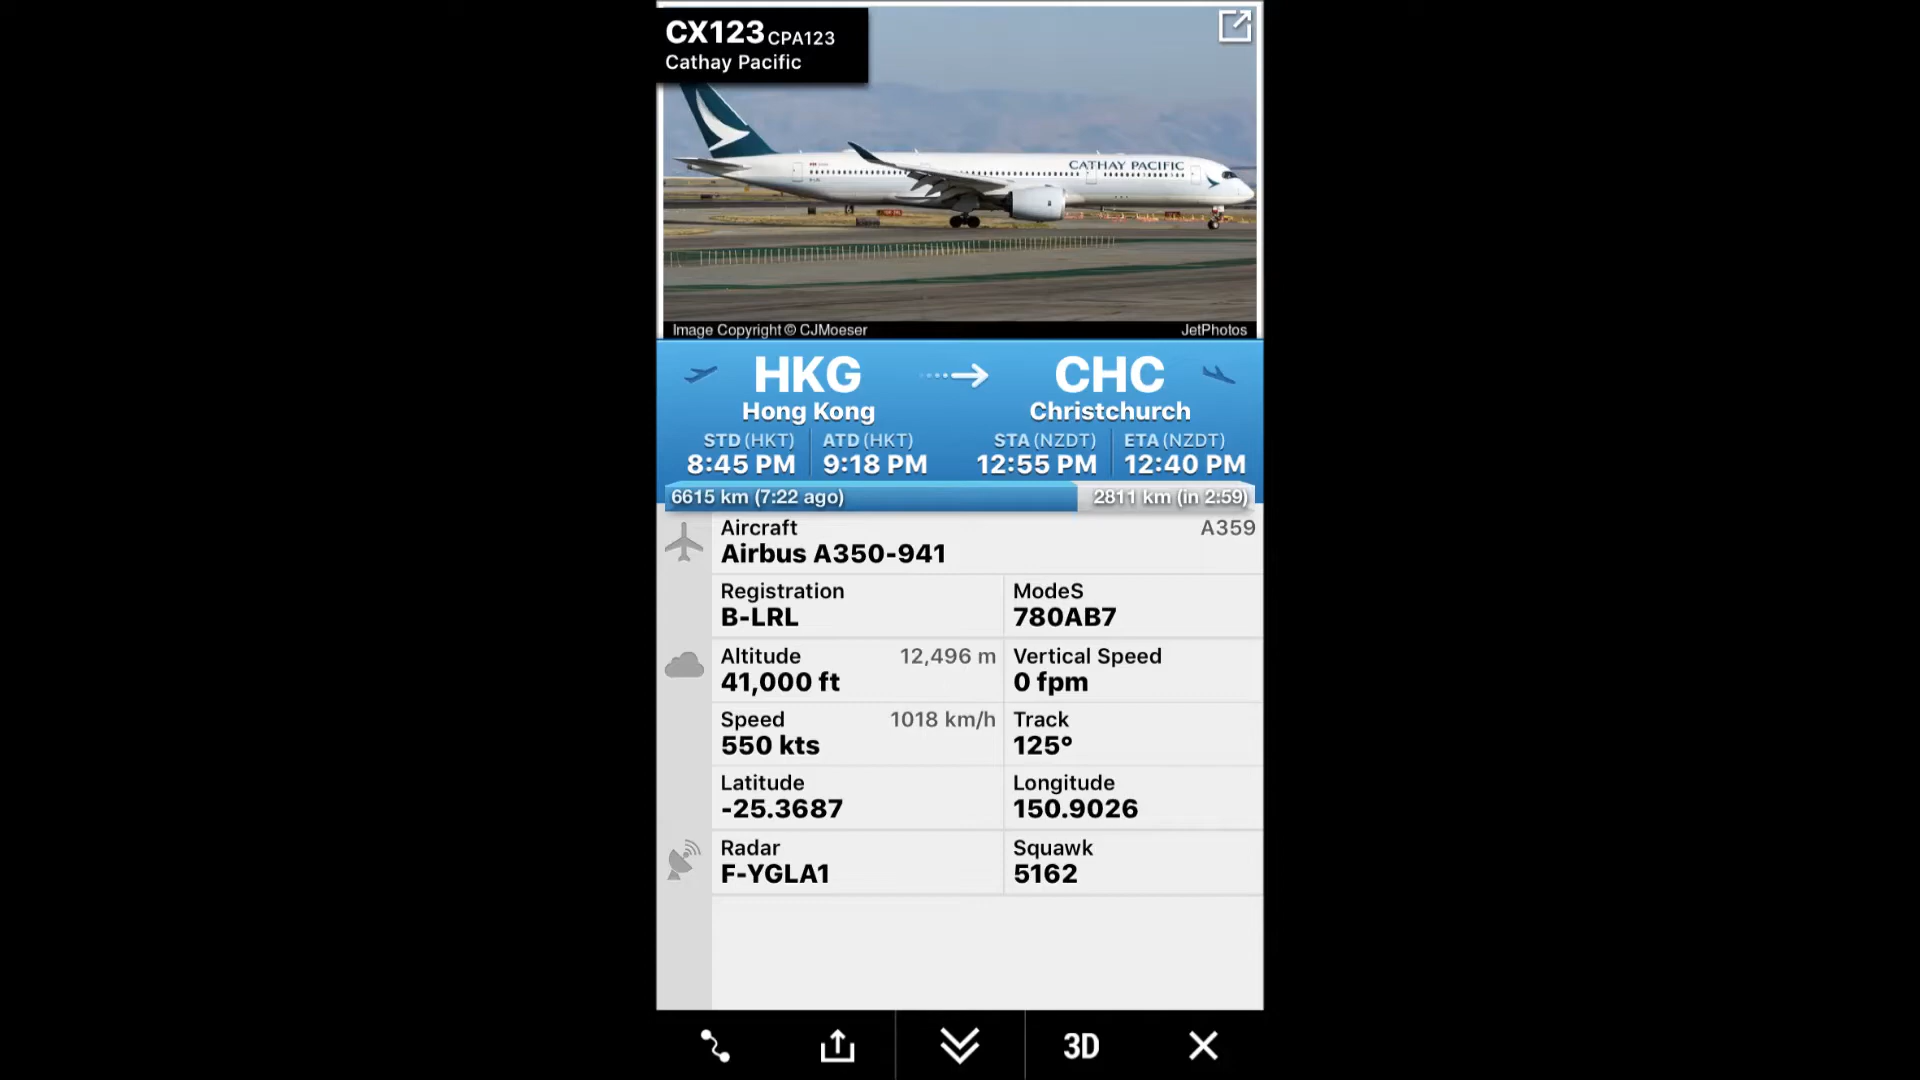 CX123 CPA123
Cathay Pacific
CATHAY PACIFIC
Image Copyright © CJMoeser JetPhotos
HKG CHC
Hong Kong Christchurch
STD (HKT) ATD (HKT) STA (NZDT) ETA (NZDT)
8:45 PM 9:18 PM 12:55 PM 12:40 PM
6615 km (7:22 ago) 2811 km (in 2:59)
Aircraft A359
Airbus A350-941
Registration ModeS
B-LRL 780AB7
Altitude 12,496 m Vertical Speed
41,000 ft 0 fpm
Speed 1018 km/h Track
550 kts 125°
Latitude Longitude
-25.3687 150.9026
Radar Squawk
F-YGLA1 5162
3D